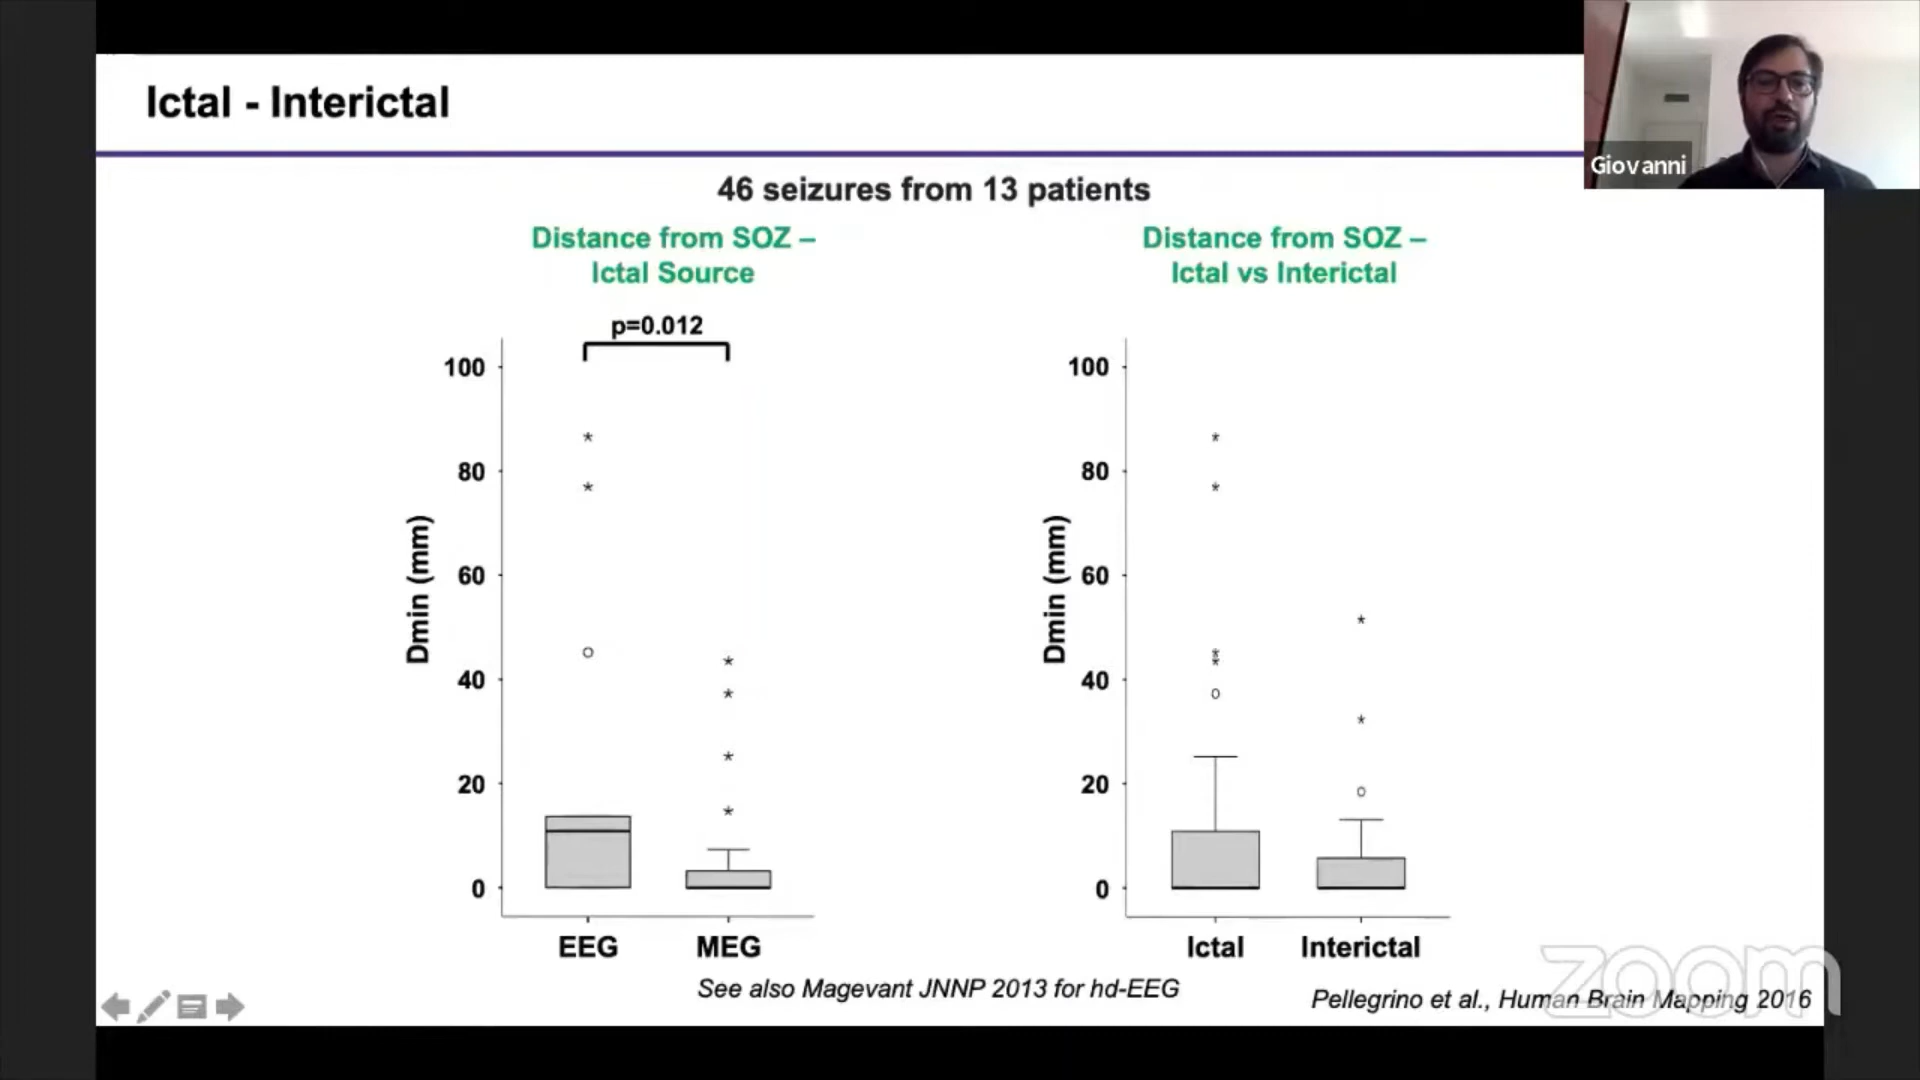 Ictal - Interictal
Giovanni
46 seizures from 13 patients
Distance from SOZ –
Ictal Source
p=0.012
100
80
60
40
20
0
Dmin (mm)
EEG
MEG
Distance from SOZ –
Ictal vs Interictal
100
80
60
40
20
0
Dmin (mm)
Ictal
Interictal
See also Magevant JNNP 2013 for hd-EEG
Pellegrino et al., Human Brain Mapping 2016
zoom